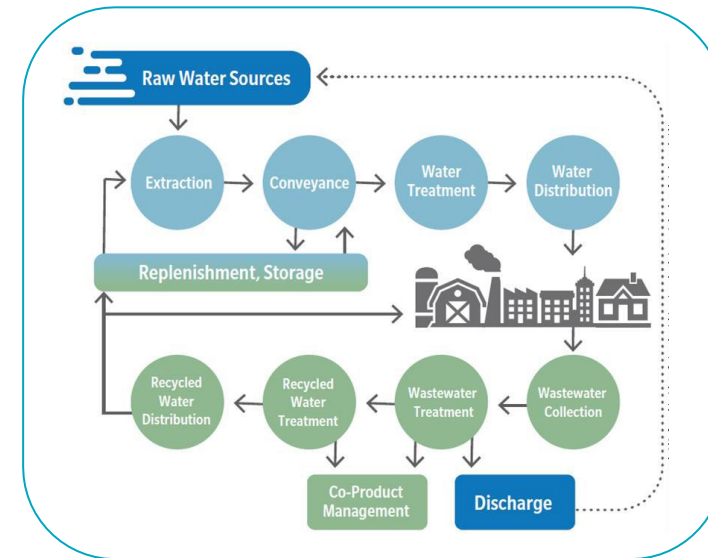 Raw Water Sources
Extraction
Conveyance
Water
Treatment
Water
Distribution
Replenishment, Storage
Recycled
Water
Distribution
Recycled
Water
Treatment
Wastewater
Treatment
Wastewater
Collection
Co-Product
Management
Discharge